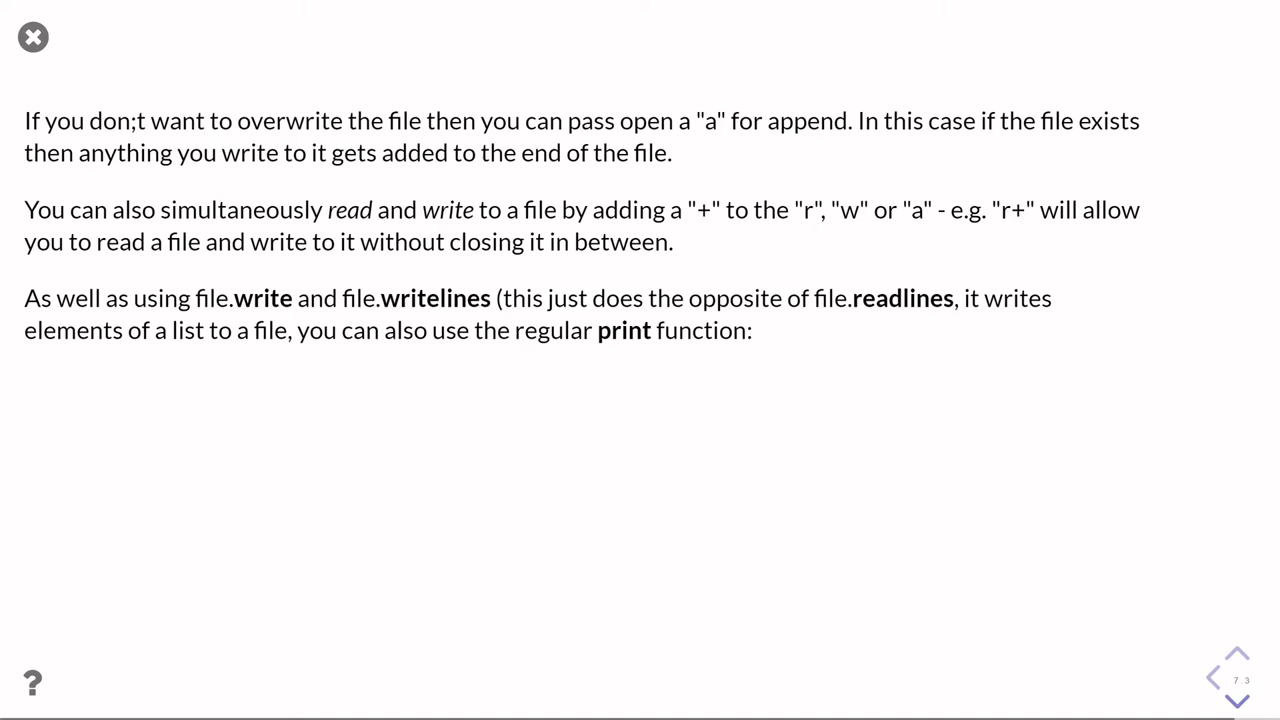 If you don;t want to overwrite the file then you can pass open a "a" for append. In this case if the file exists
then anything you write to it gets added to the end of the file.
You can also simultaneously read and write to a file by adding a "+" to the "r", "w" or "a" - e.g. "r+" will allow
you to read a file and write to it without closing it in between.
As well as using file.write and file.writelines (this just does the opposite of file.readlines, it writes
elements of a list to a file, you can also use the regular print function:
?
7.3